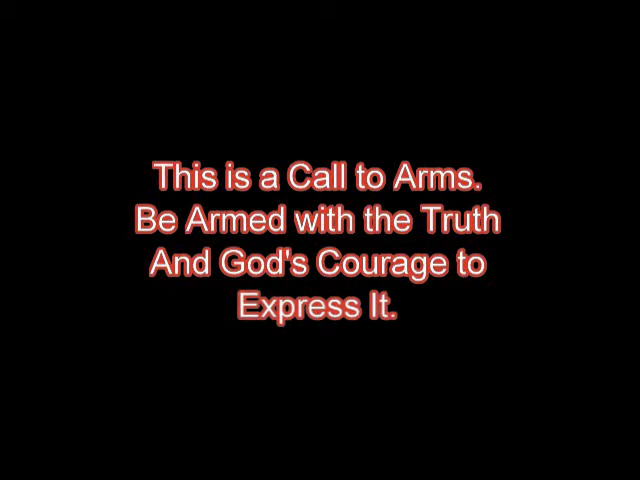 This is a Call to Arms.
Be Armed with the Truth
And God's Courage to
Express It.